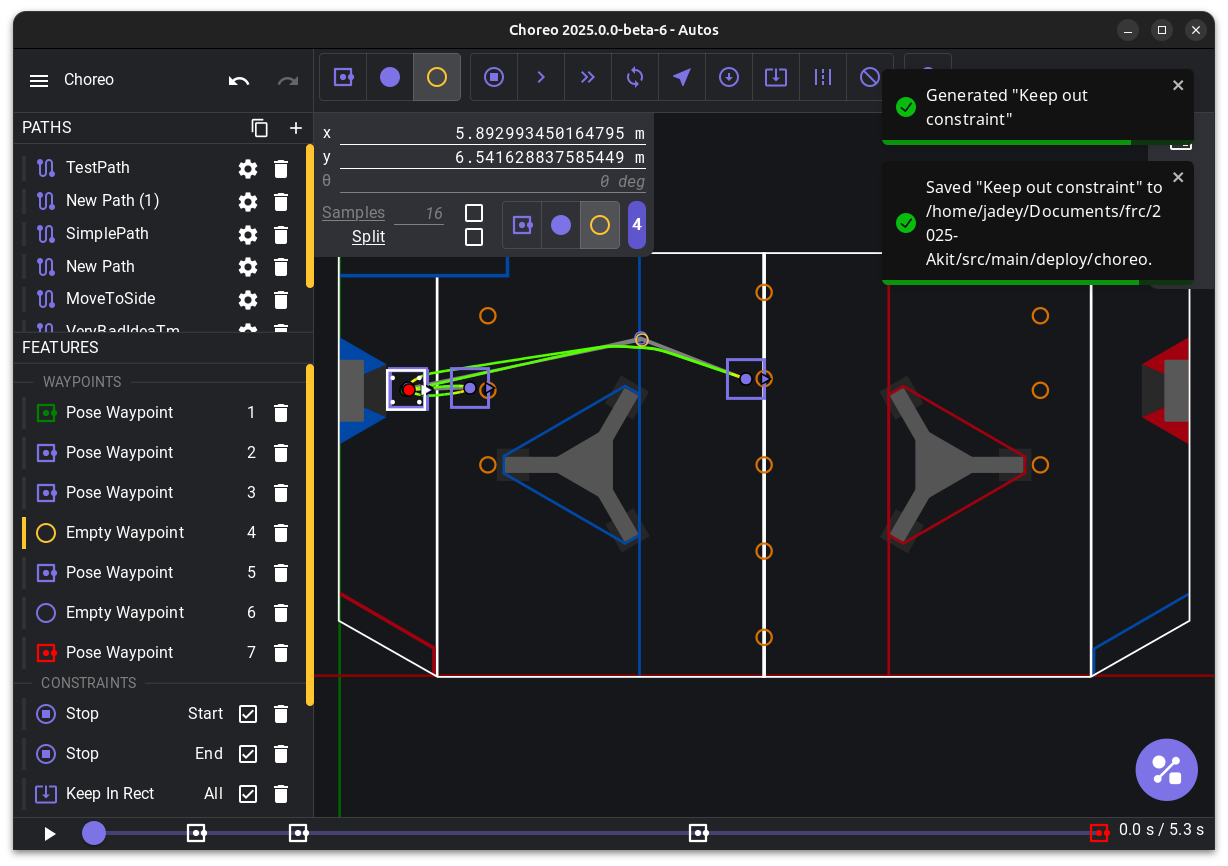 Choreo 2025.0.0-beta-6 - Autos
Choreo
PATHS
TestPath
New Path (1)
SimplePath
New Path
MoveToSide
VeryBadIdeaTm
FEATURES
WAYPOINTS
Pose Waypoint 1
Pose Waypoint 2
Pose Waypoint 3
Empty Waypoint 4
Pose Waypoint 5
Empty Waypoint 6
Pose Waypoint 7
CONSTRAINTS
Stop Start
Stop End
Keep In Rect All
x 5.892993450164795 m
y 6.541628837585449 m
θ 0 deg
Samples 16
Split
4
Generated "Keep out
constraint"
Saved "Keep out constraint" to
/home/jadey/Documents/frc/2
025-
Akit/src/main/deploy/choreo.
0.0 s / 5.3 s